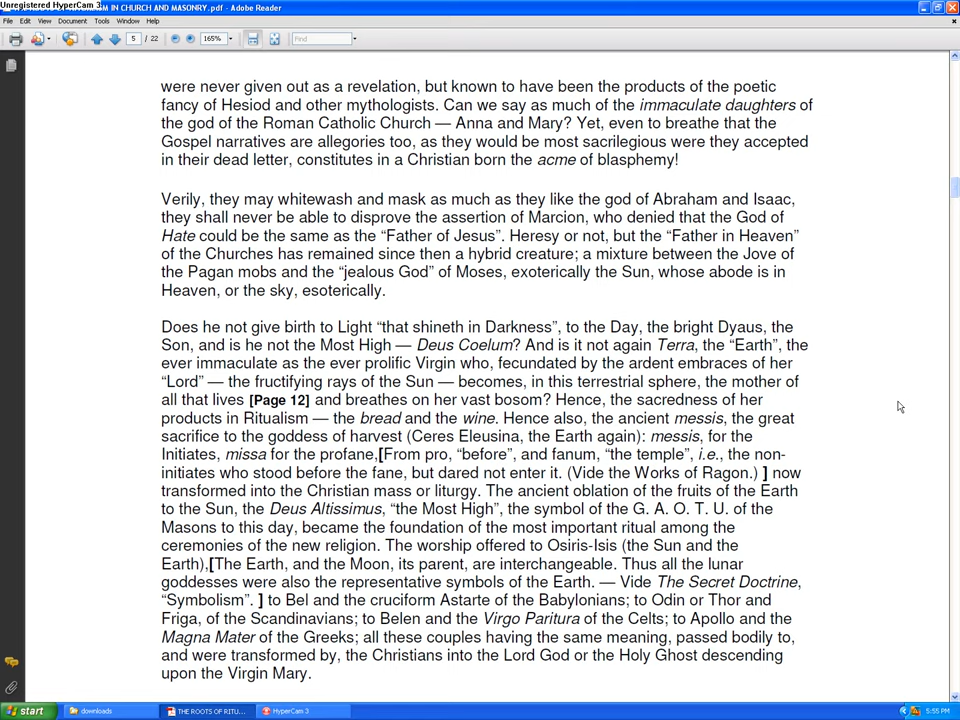 Unregistered HyperCam 3
M IN CHURCH AND MASONRY.pdf - Adobe Reader
File Edit View Document Tools Window Help
5 / 22 165% Find
were never given out as a revelation, but known to have been the products of the poetic
fancy of Hesiod and other mythologists. Can we say as much of the immaculate daughters of
the god of the Roman Catholic Church — Anna and Mary? Yet, even to breathe that the
Gospel narratives are allegories too, as they would be most sacrilegious were they accepted
in their dead letter, constitutes in a Christian born the acme of blasphemy!
Verily, they may whitewash and mask as much as they like the god of Abraham and Isaac,
they shall never be able to disprove the assertion of Marcion, who denied that the God of
Hate could be the same as the “Father of Jesus”. Heresy or not, but the “Father in Heaven”
of the Churches has remained since then a hybrid creature; a mixture between the Jove of
the Pagan mobs and the “jealous God” of Moses, exoterically the Sun, whose abode is in
Heaven, or the sky, esoterically.
Does he not give birth to Light “that shineth in Darkness”, to the Day, the bright Dyaus, the
Son, and is he not the Most High — Deus Coelum? And is it not again Terra, the “Earth”, the
ever immaculate as the ever prolific Virgin who, fecundated by the ardent embraces of her
“Lord” — the fructifying rays of the Sun — becomes, in this terrestrial sphere, the mother of
all that lives [Page 12] and breathes on her vast bosom? Hence, the sacredness of her
products in Ritualism — the bread and the wine. Hence also, the ancient messis, the great
sacrifice to the goddess of harvest (Ceres Eleusina, the Earth again): messis, for the
Initiates, missa for the profane,[From pro, “before”, and fanum, “the temple”, i.e., the non-
initiates who stood before the fane, but dared not enter it. (Vide the Works of Ragon.) ] now
transformed into the Christian mass or liturgy. The ancient oblation of the fruits of the Earth
to the Sun, the Deus Altissimus, “the Most High”, the symbol of the G. A. O. T. U. of the
Masons to this day, became the foundation of the most important ritual among the
ceremonies of the new religion. The worship offered to Osiris-Isis (the Sun and the
Earth),[The Earth, and the Moon, its parent, are interchangeable. Thus all the lunar
goddesses were also the representative symbols of the Earth. — Vide The Secret Doctrine,
“Symbolism”. ] to Bel and the cruciform Astarte of the Babylonians; to Odin or Thor and
Friga, of the Scandinavians; to Belen and the Virgo Paritura of the Celts; to Apollo and the
Magna Mater of the Greeks; all these couples having the same meaning, passed bodily to,
and were transformed by, the Christians into the Lord God or the Holy Ghost descending
upon the Virgin Mary.
start downloads THE ROOTS OF RITU... HyperCam 3 5:55 PM